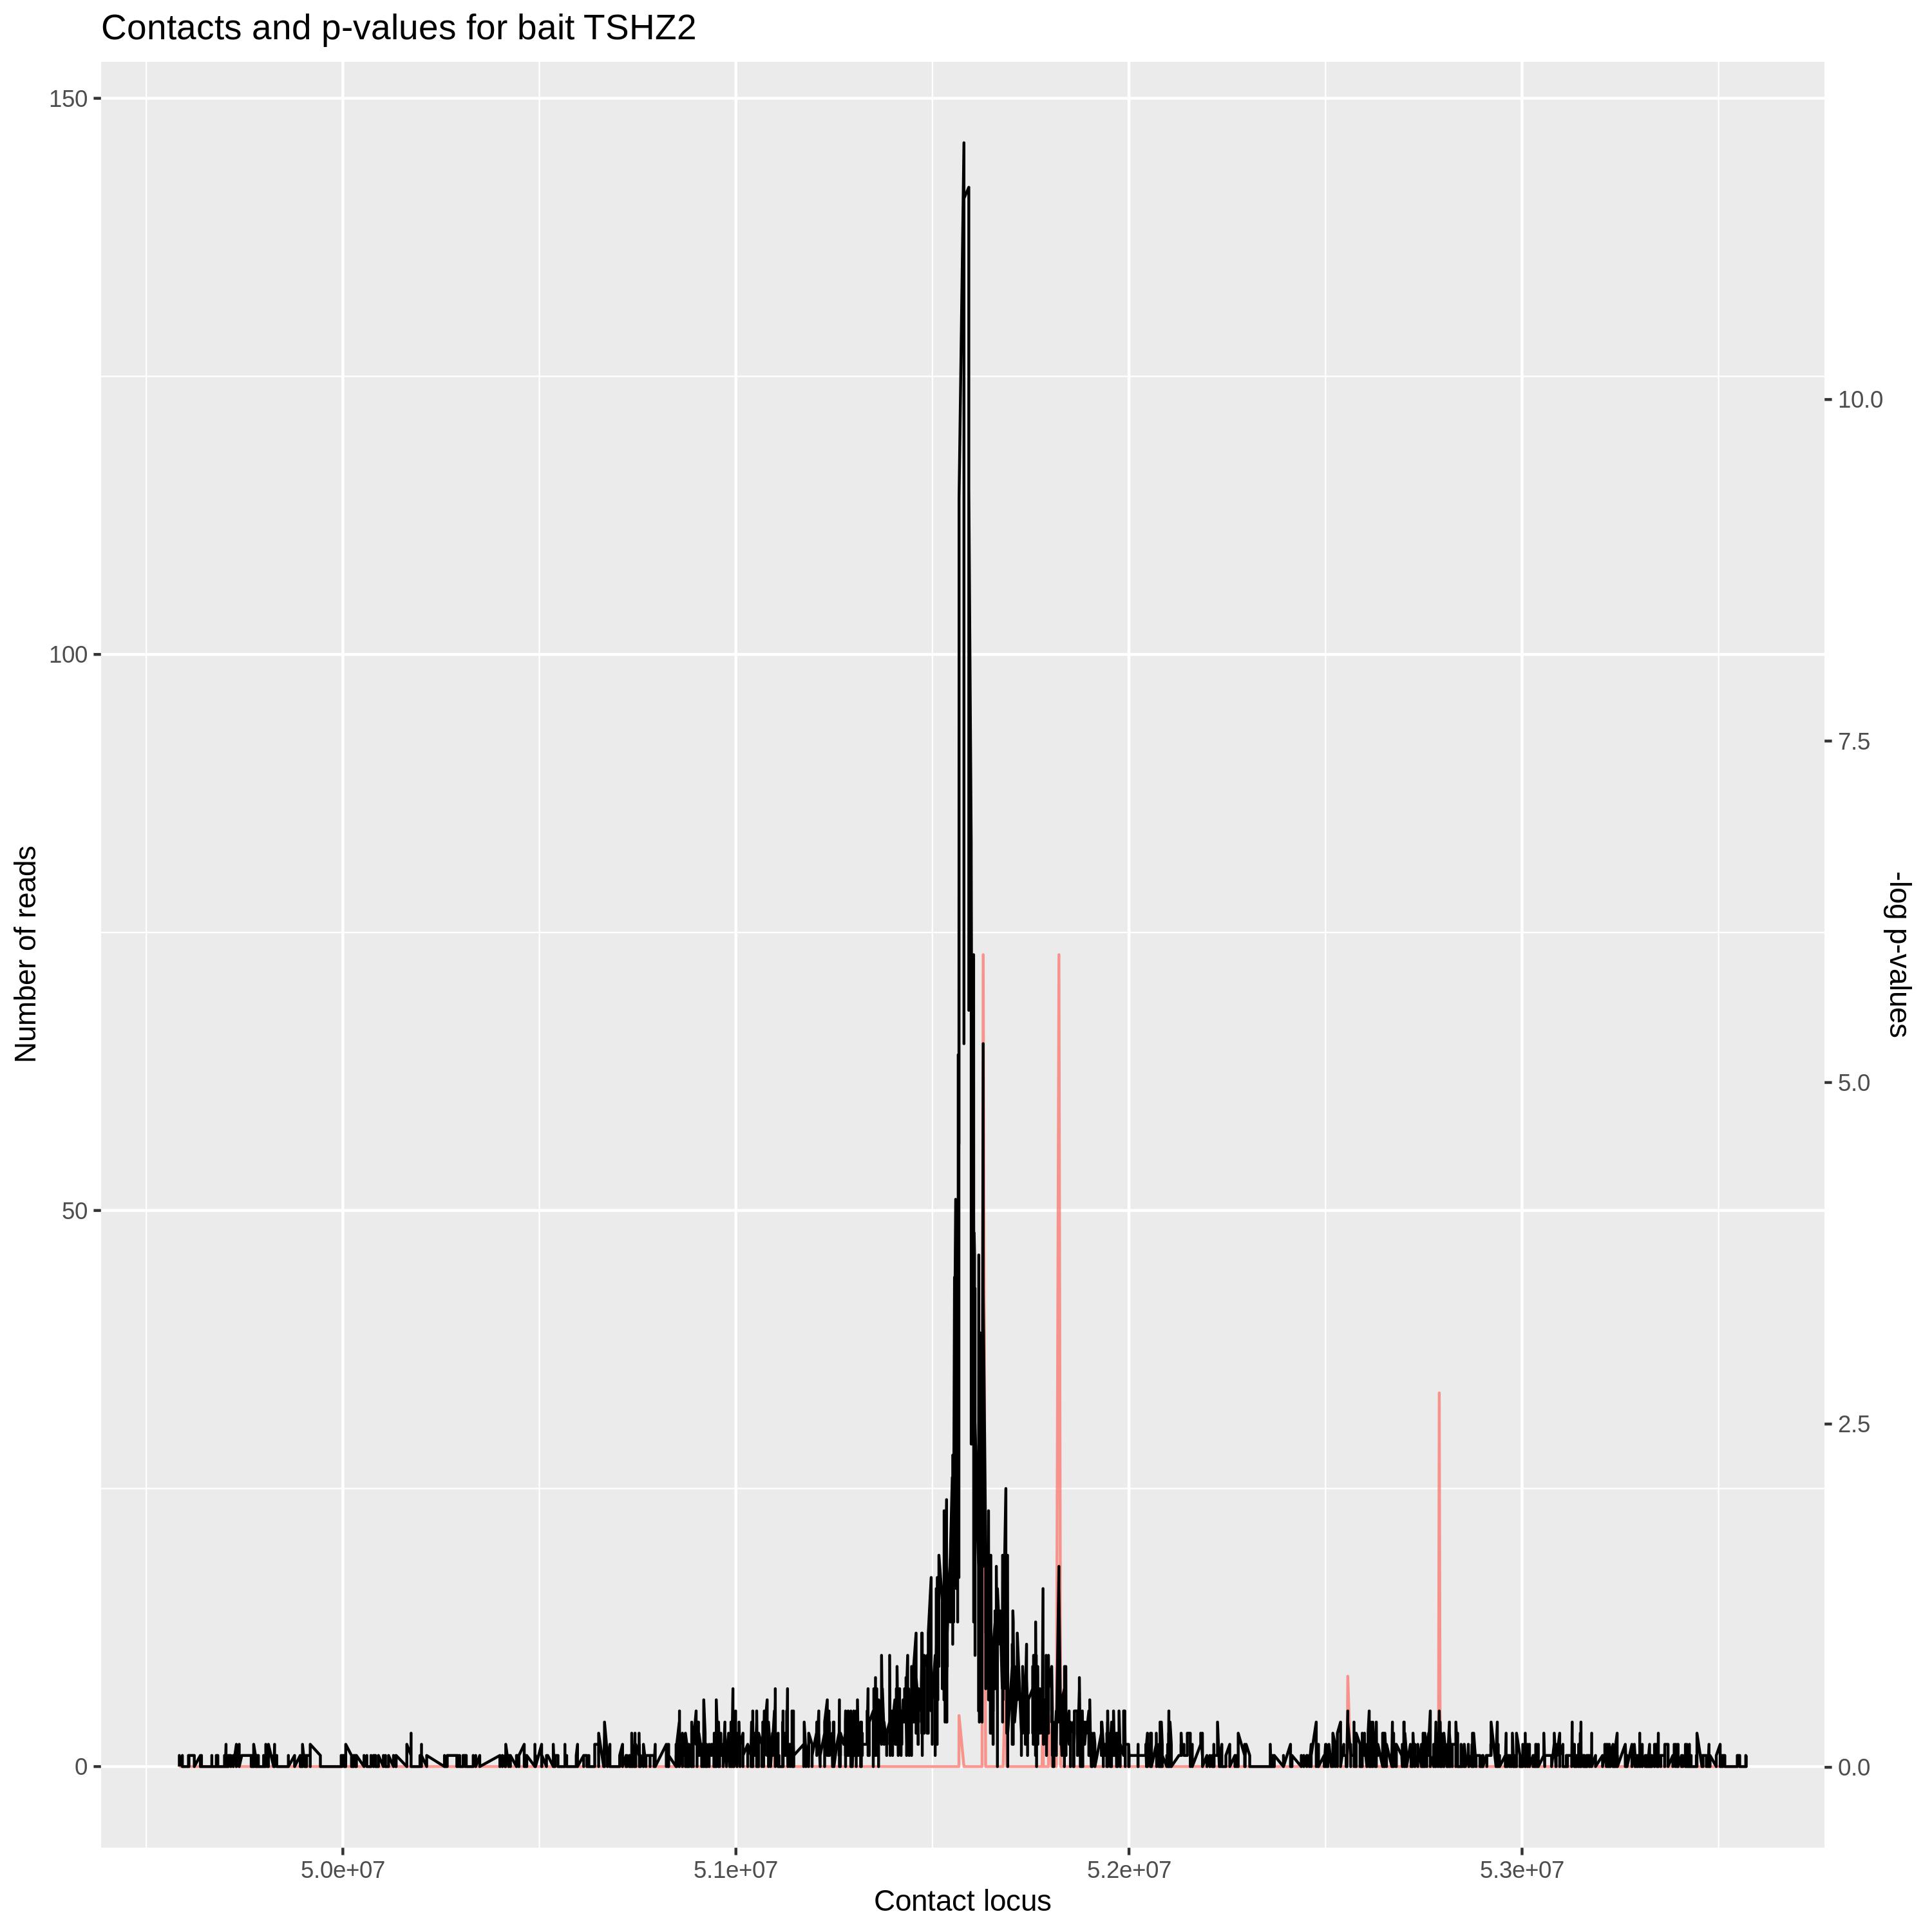 Contacts and p-values for bait TSHZ2
150
100
50
0
Number of reads
10.0
7.5
5.0
2.5
0.0
-log p-values
5.0e+07
5.1e+07
5.2e+07
5.3e+07
Contact locus